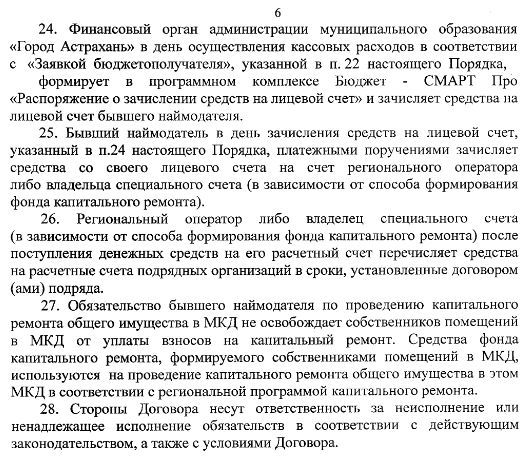 6
24. Финансовый орган администрации муниципального образования
«Город Астрахань» в день осуществления кассовых расходов в соответствии
с «Заявкой бюджетополучателя», указанной в п. 22 настоящего Порядка,
формирует в программном комплексе Бюджет - СМАРТ Про
«Распоряжение о зачислении средств на лицевой счет» и зачисляет средства на
лицевой счет бывшего наймодателя.
25. Бывший наймодатель в день зачисления средств на лицевой счет,
указанный в п.24 настоящего Порядка, платежными поручениями зачисляет
средства со своего лицевого счета на счет регионального оператора
либо владельца специального счета (в зависимости от способа формирования
фонда капитального ремонта).
26. Региональный оператор либо владелец специального счета
(в зависимости от способа формирования фонда капитального ремонта) после
поступления денежных средств на его расчетный счет перечисляет средства
на расчетные счета подрядных организаций в сроки, установленные договором
(ами) подряда.
27. Обязательство бывшего наймодателя по проведению капитального
ремонта общего имущества в МКД не освобождает собственников помещений
в МКД от уплаты взносов на капитальный ремонт. Средства фонда
капитального ремонта, формируемого собственниками помещений в МКД,
используются на проведение капитального ремонта общего имущества в этом
МКД в соответствии с региональной программой капитального ремонта.
28. Стороны Договора несут ответственность за неисполнение или
ненадлежащее исполнение обязательств в соответствии с действующим
законодательством, а также с условиями Договора.